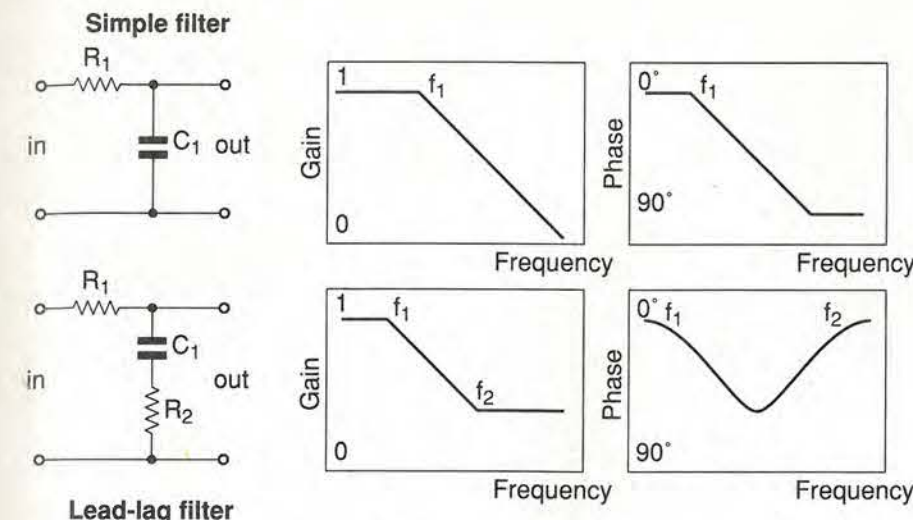 Simple filter
R1
in
C1
out
1
f1
Gain
0
Frequency
0°
f1
Phase
90°
Frequency
R1
in
C1
R2
out
Lead-lag filter
1
f1
f2
Gain
0
Frequency
0°
f1
f2
Phase
90°
Frequency